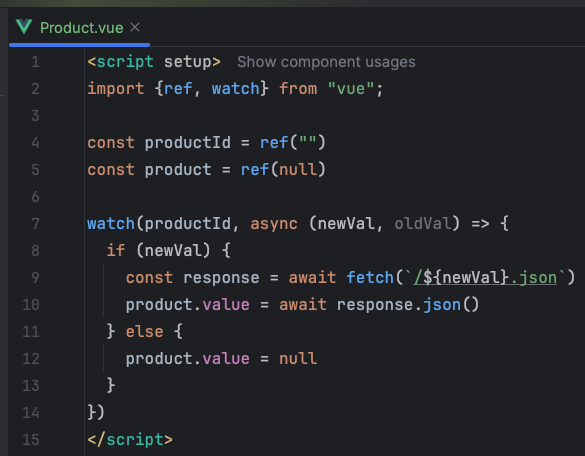 Product.vue
1 <script setup> Show component usages
2 import {ref, watch} from "vue";
3
4 const productId = ref("")
5 const product = ref(null)
6
7 watch(productId, async (newVal, oldVal) => {
8   if (newVal) {
9     const response = await fetch(`/${newVal}.json`)
10     product.value = await response.json()
11   } else {
12     product.value = null
13   }
14 })
15 </script>